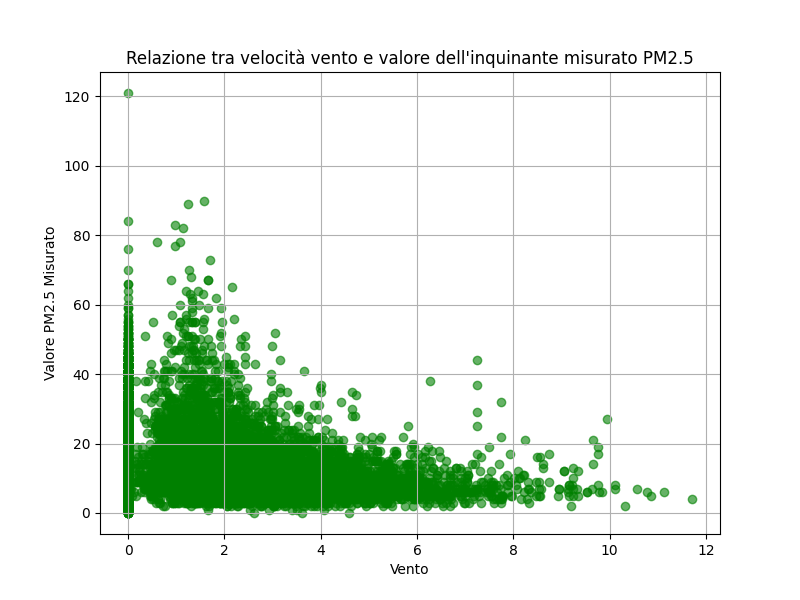 Relazione tra velocità vento e valore dell'inquinante misurato PM2.5
120
100
80
60
40
20
0
Valore PM2.5 Misurato
0 2 4 6 8 10 12
Vento